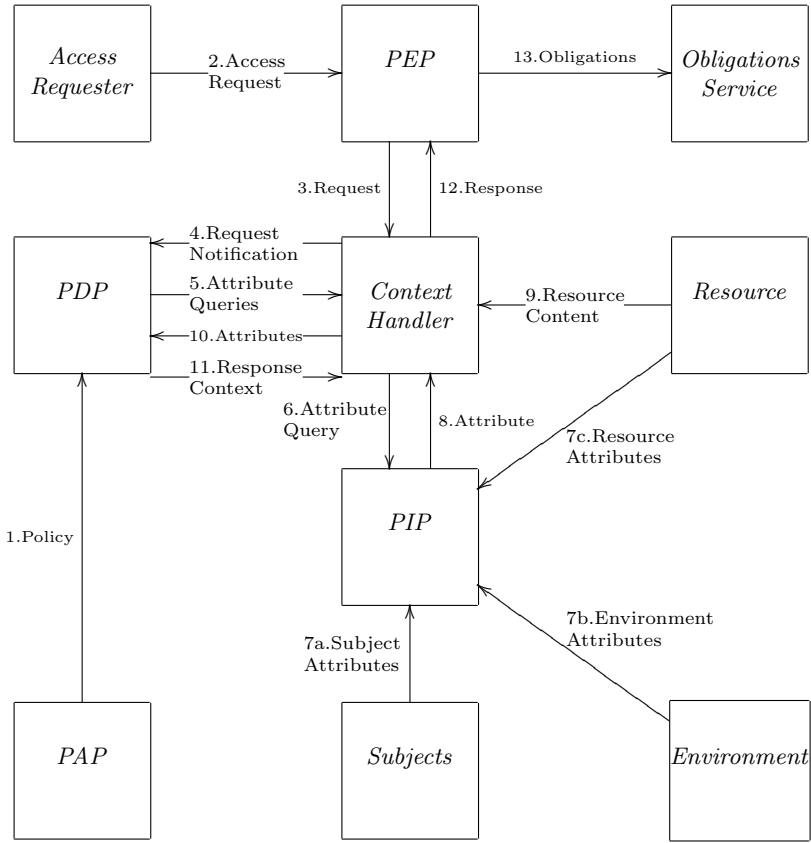 Access
Requester
2.Access
Request
PEP
13.Obligations
Obligations
Service
3.Request
12.Response
PDP
4.Request
Notification
5.Attribute
Queries
10.Attributes
11.Response
Context
Context
Handler
9.Resource
Content
Resource
6.Attribute
Query
8.Attribute
7c.Resource
Attributes
PIP
1.Policy
7a.Subject
Attributes
7b.Environment
Attributes
PAP
Subjects
Environment